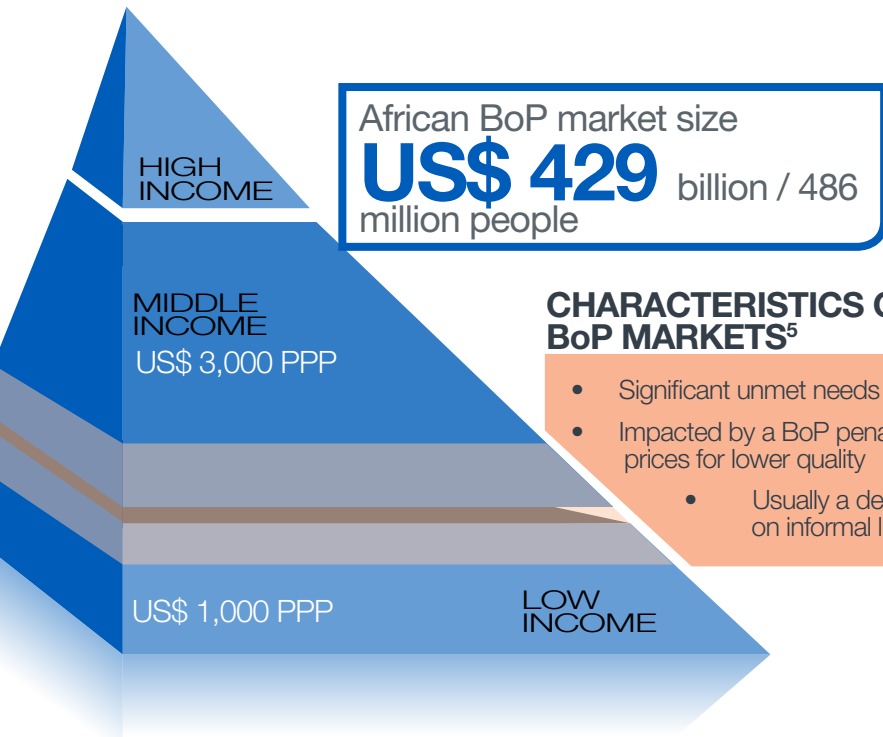 HIGH
INCOME
African BoP market size
US$ 429 billion / 486
million people
MIDDLE
INCOME
US$ 3,000 PPP
CHARACTERISTICS
BoP MARKETS⁵
• Significant unmet needs
• Impacted by a BoP
prices for lower quality
• Usually a
on informal
US$ 1,000 PPP
LOW
INCOME